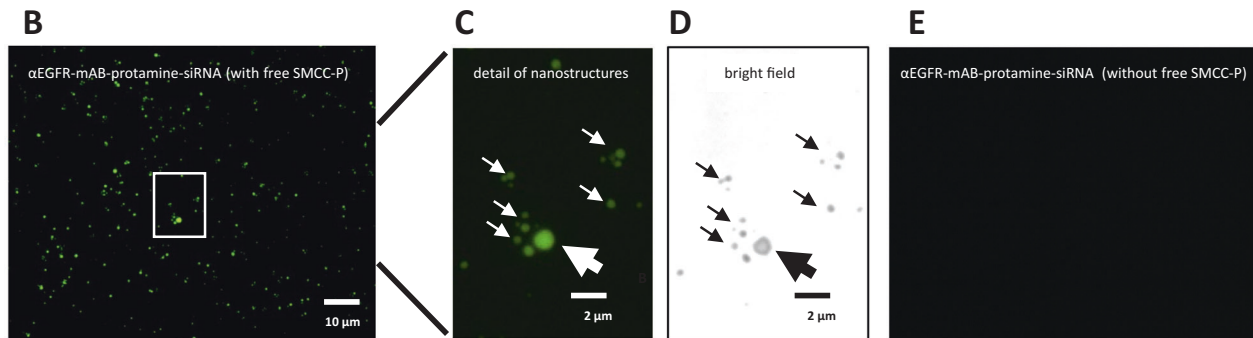 B
αEGFR-mAB-protamine-siRNA (with free SMCC-P)
10 µm
C
detail of nanostructures
2 µm
D
bright field
2 µm
E
αEGFR-mAB-protamine-siRNA (without free SMCC-P)